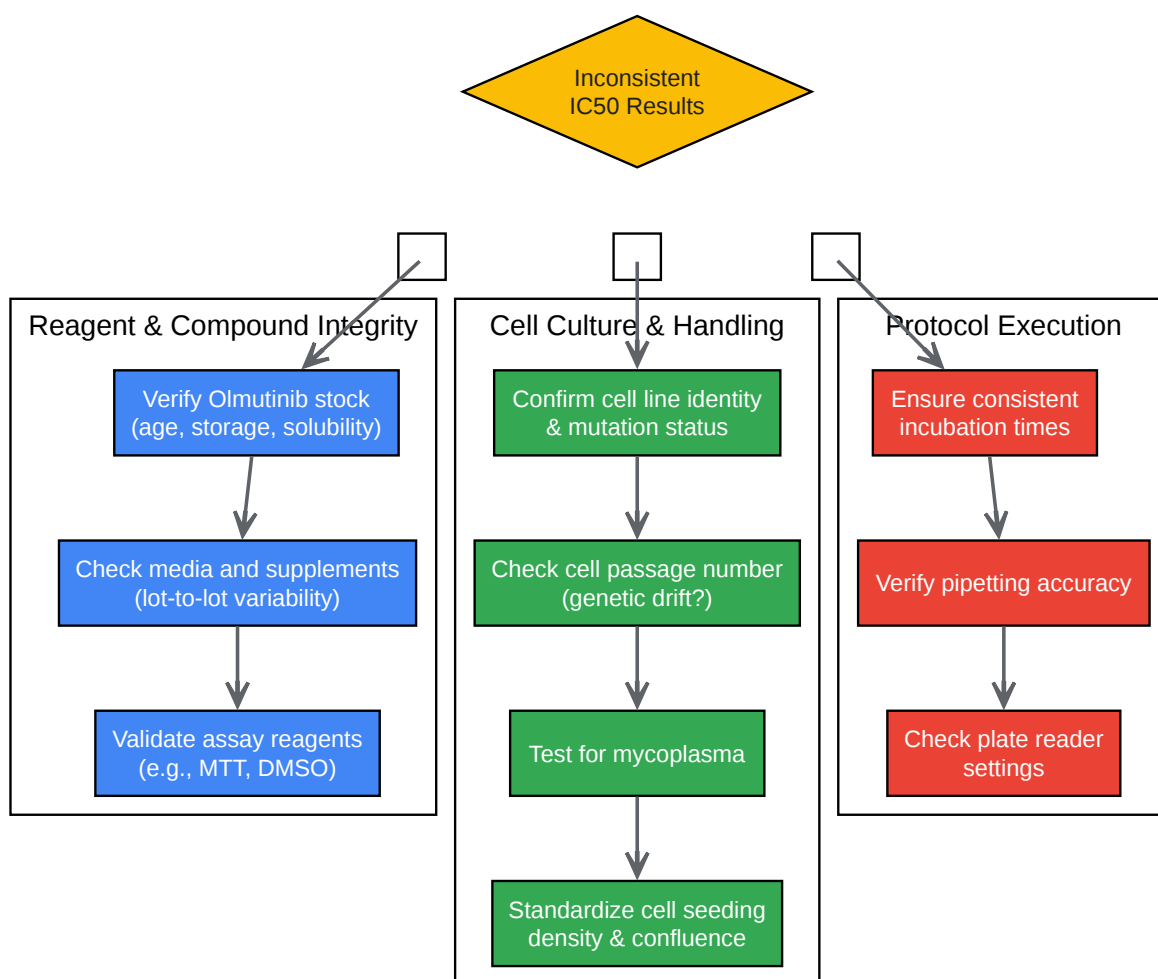 Inconsistent
IC50 Results
Reagent & Compound Integrity
Verify Olmutinib stock
(age, storage, solubility)
Check media and supplements
(lot-to-lot variability)
Validate assay reagents
(e.g., MTT, DMSO)
Cell Culture & Handling
Confirm cell line identity
& mutation status
Check cell passage number
(genetic drift?)
Test for mycoplasma
Standardize cell seeding
density & confluence
Protocol Execution
Ensure consistent
incubation times
Verify pipetting accuracy
Check plate reader
settings